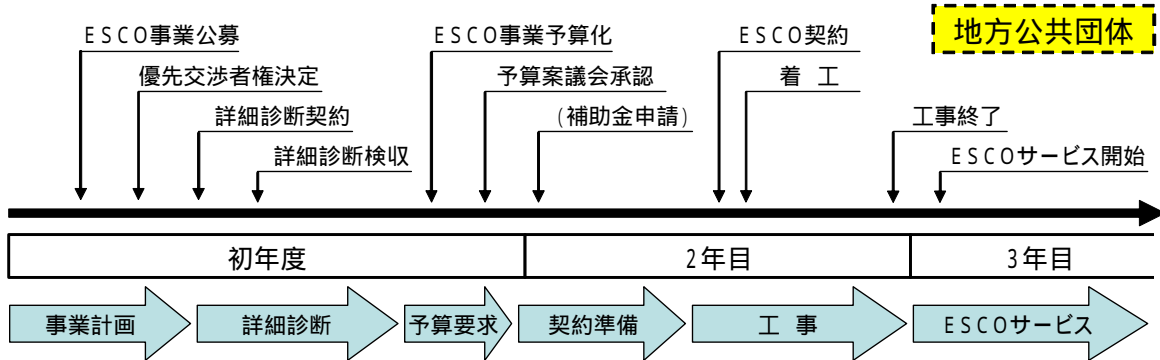 地方公共団体
ESCO事業公募
優先交渉者権決定
詳細診断契約
詳細診断検収
ESCO事業予算化
予算案議会承認
(補助金申請)
ESCO契約
着 工
工事終了
ESCOサービス開始
初年度
2年目
3年目
事業計画
詳細診断
予算要求
契約準備
工 事
ESCOサービス